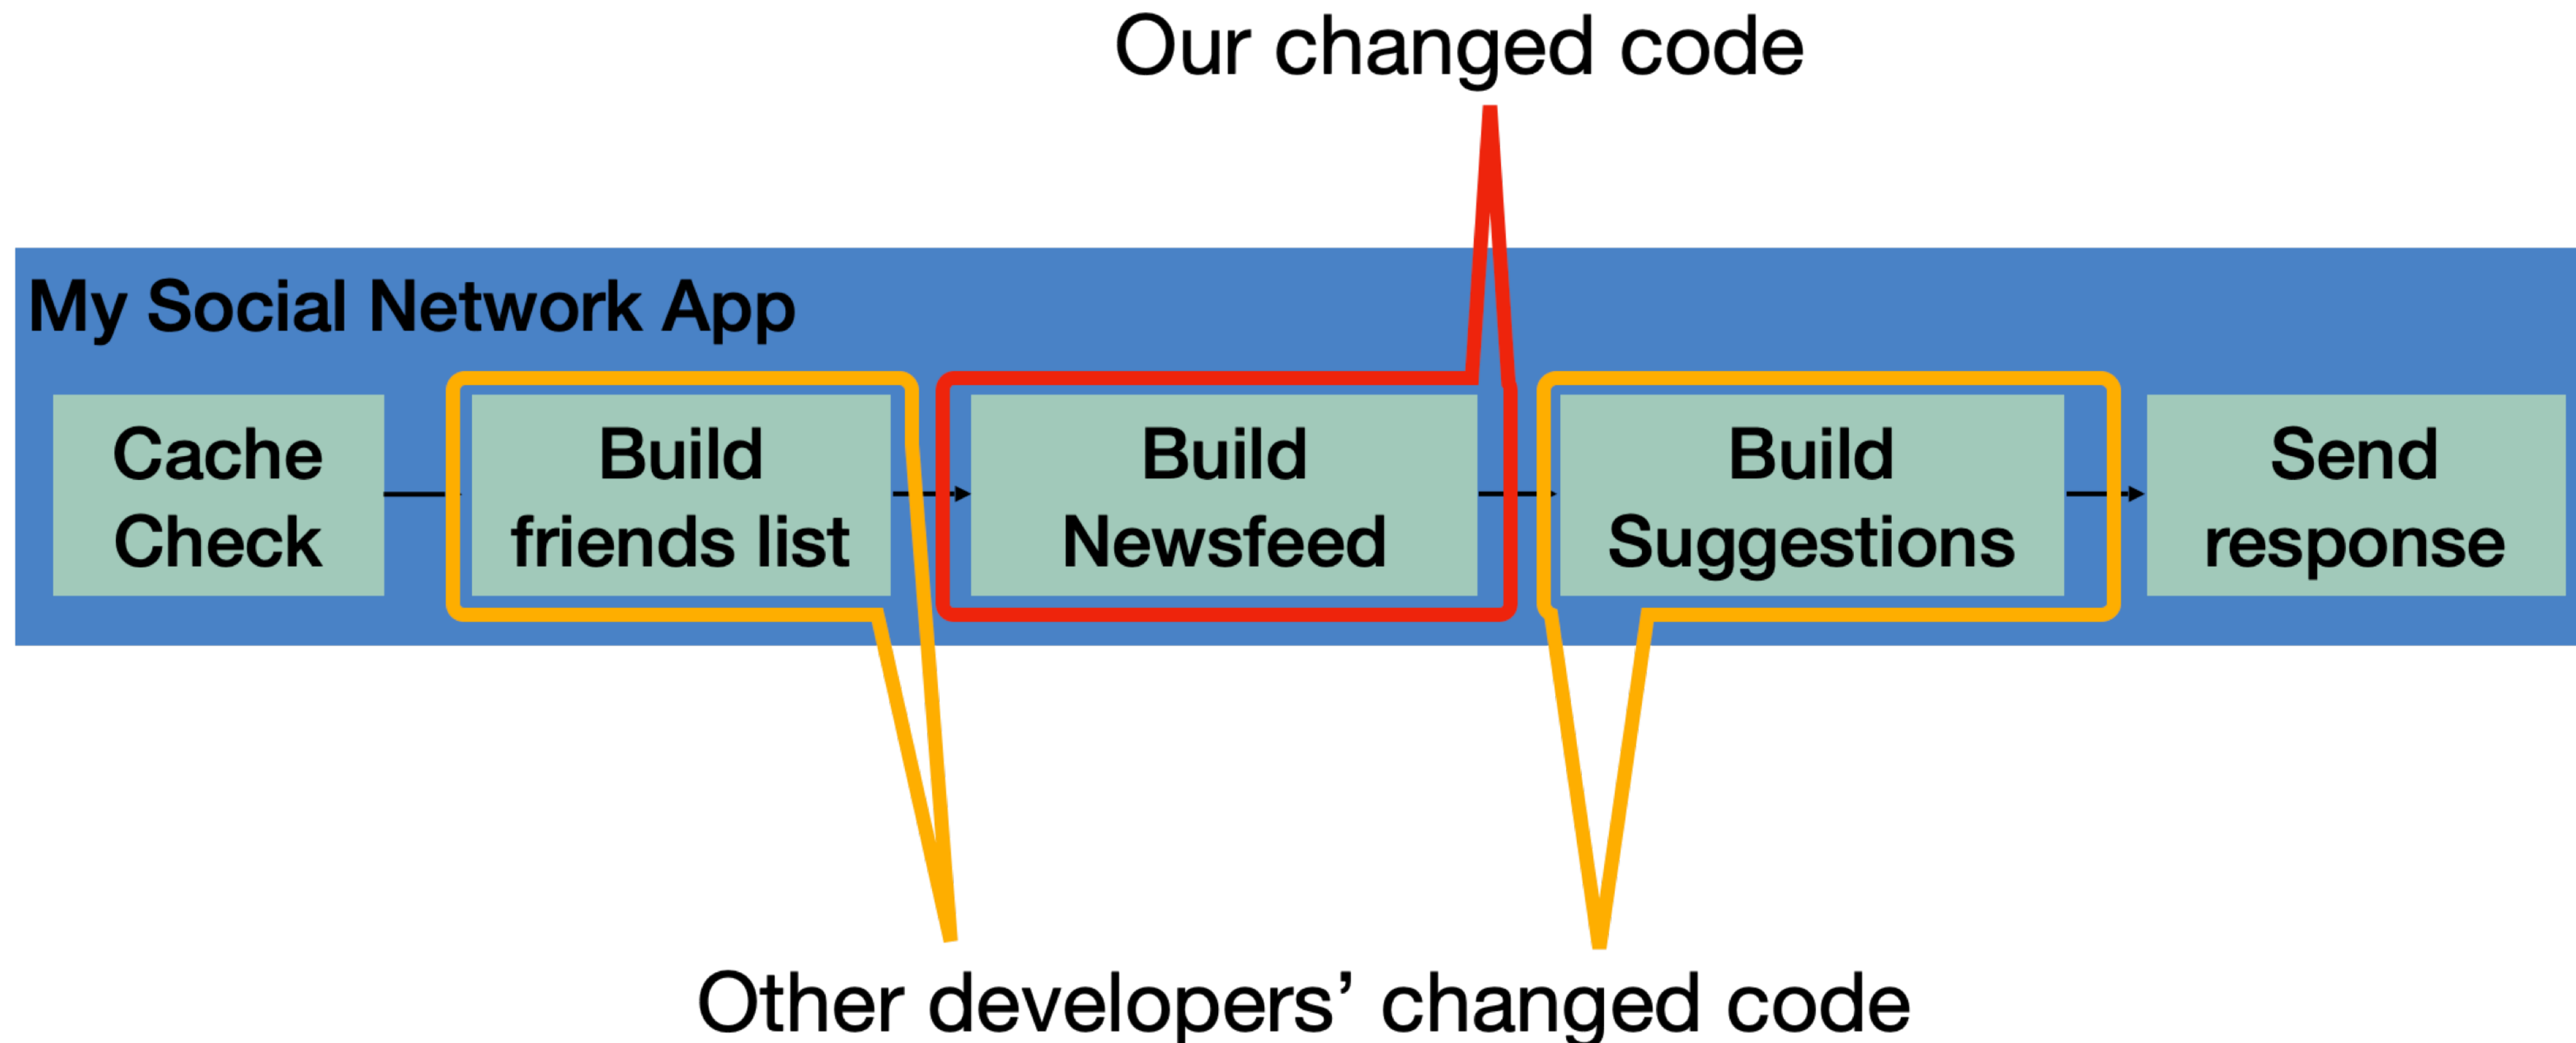 Our changed code
My Social Network App
Cache
Check
Build
friends list
Build
Newsfeed
Build
Suggestions
Send
response
Other developers’ changed code